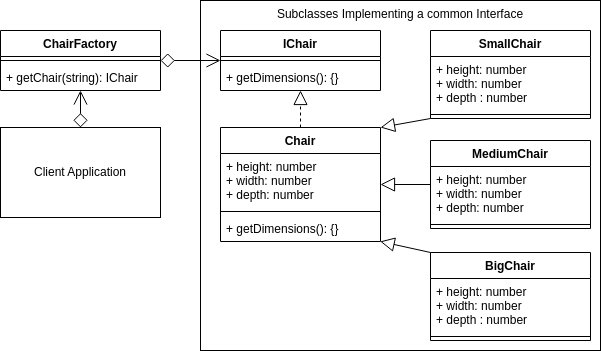 Subclasses Implementing a common Interface
ChairFactory
+ getChair(string): IChair
Client Application
IChair
+ getDimensions(): {}
Chair
+ height: number
+ width: number
+ depth: number
+ getDimensions(): {}
SmallChair
+ height: number
+ width: number
+ depth : number
MediumChair
+ height: number
+ width: number
+ depth: number
BigChair
+ height: number
+ width: number
+ depth : number